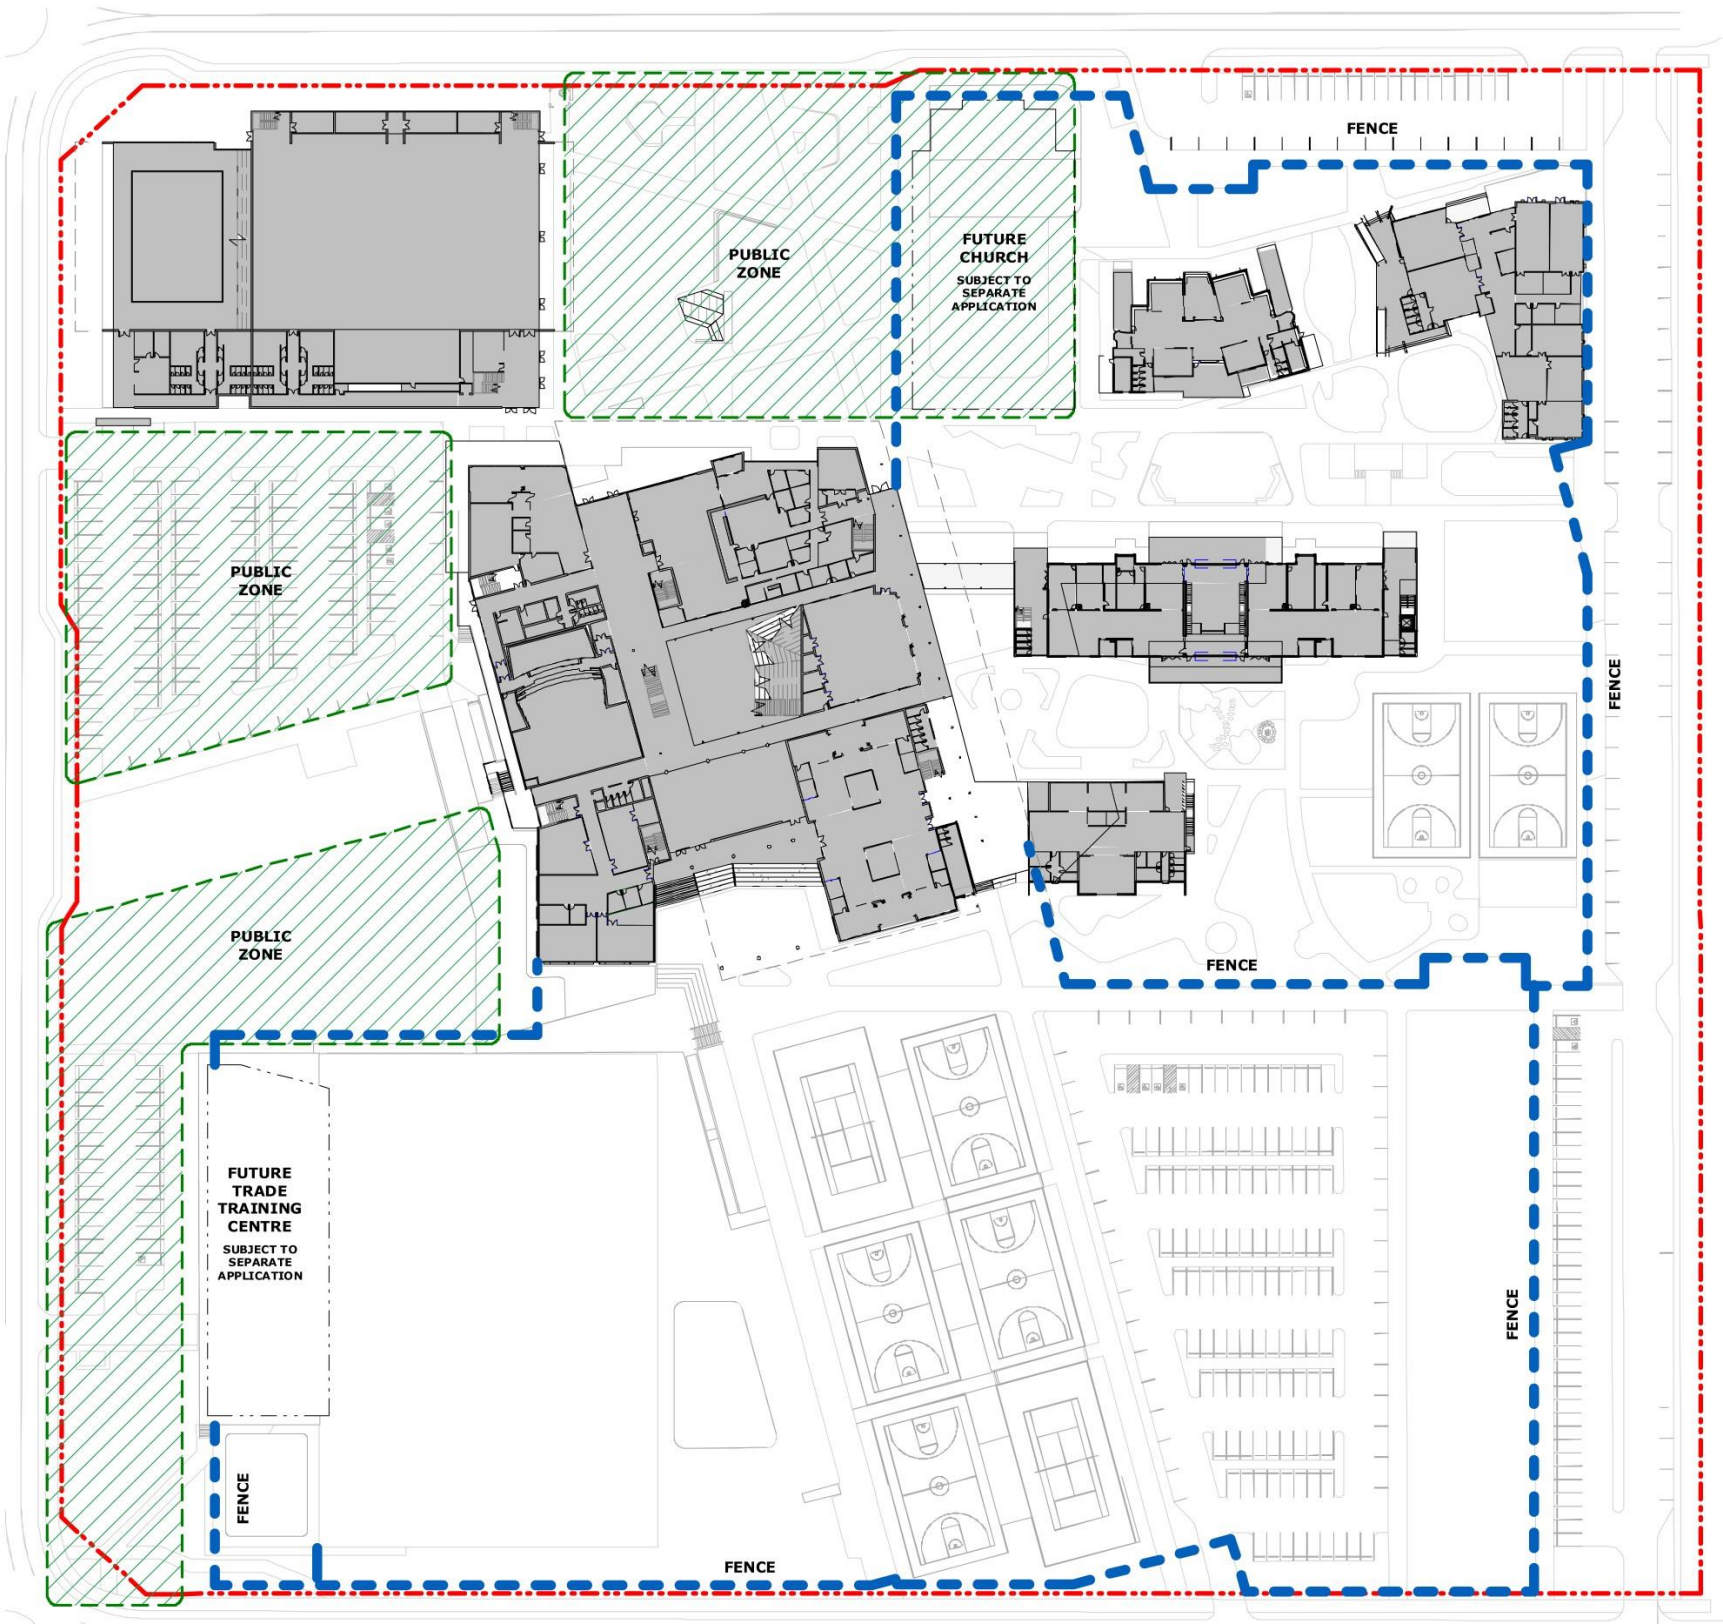 FENCE
PUBLIC
ZONE
FUTURE
CHURCH
SUBJECT TO
SEPARATE
APPLICATION
PUBLIC
ZONE
FENCE
PUBLIC
ZONE
FENCE
FUTURE
TRADE
TRAINING
CENTRE
SUBJECT TO
SEPARATE
APPLICATION
FENCE
FENCE
FENCE